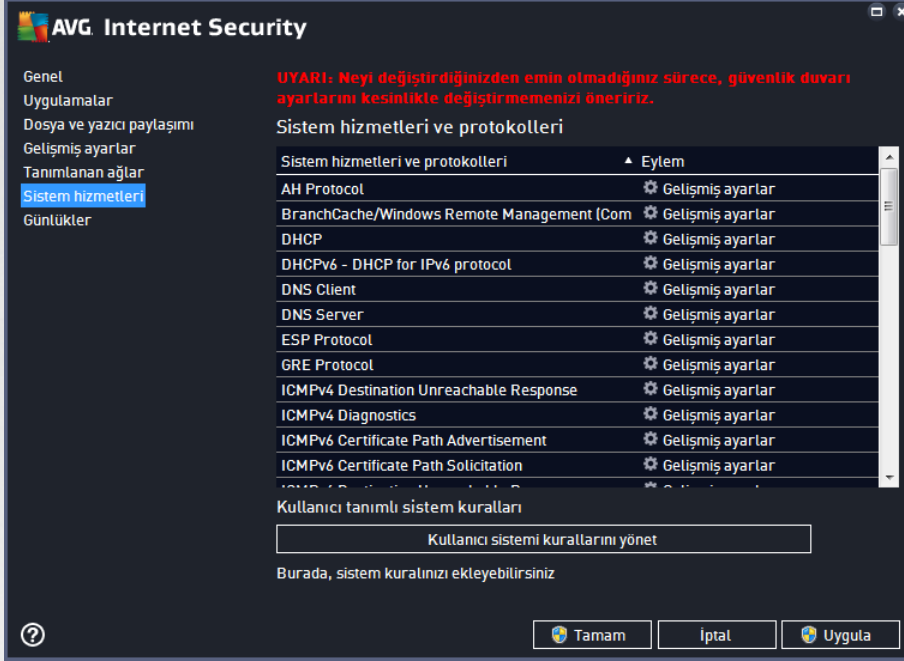 AVG. Internet Security
Genel
Uygulamalar
Dosya ve yazıcı paylaşımı
Gelişmiş ayarlar
Tanımlanan ağlar
Sistem hizmetleri
Günlükler
UYARI: Neyi değiştirdiğinizden emin olmadığınız sürece, güvenlik duvarı
ayarlarını kesinlikle değiştirmemenizi öneririz.
Sistem hizmetleri ve protokolleri
Sistem hizmetleri ve protokolleri Eylem
AH Protocol Gelişmiş ayarlar
BranchCache/Windows Remote Management (Com Gelişmiş ayarlar
DHCP Gelişmiş ayarlar
DHCPv6 - DHCP for IPv6 protocol Gelişmiş ayarlar
DNS Client Gelişmiş ayarlar
DNS Server Gelişmiş ayarlar
ESP Protocol Gelişmiş ayarlar
GRE Protocol Gelişmiş ayarlar
ICMPv4 Destination Unreachable Response Gelişmiş ayarlar
ICMPv4 Diagnostics Gelişmiş ayarlar
ICMPv6 Certificate Path Advertisement Gelişmiş ayarlar
ICMPv6 Certificate Path Solicitation Gelişmiş ayarlar
Kullanıcı tanımlı sistem kuralları
Kullanıcı sistemi kurallarını yönet
Burada, sistem kuralınızı ekleyebilirsiniz
Tamam İptal Uygula